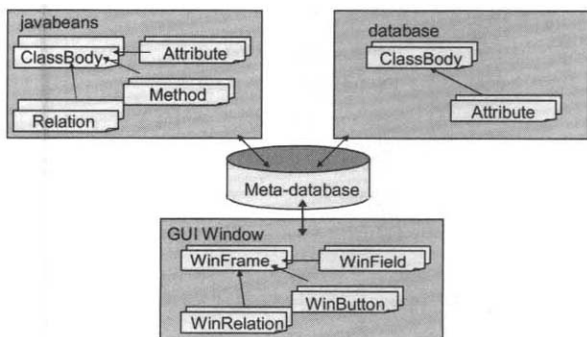 javabeans
ClassBody
Attribute
Method
Relation
database
ClassBody
Attribute
Meta-database
GUI Window
WinFrame
WinField
WinButton
WinRelation